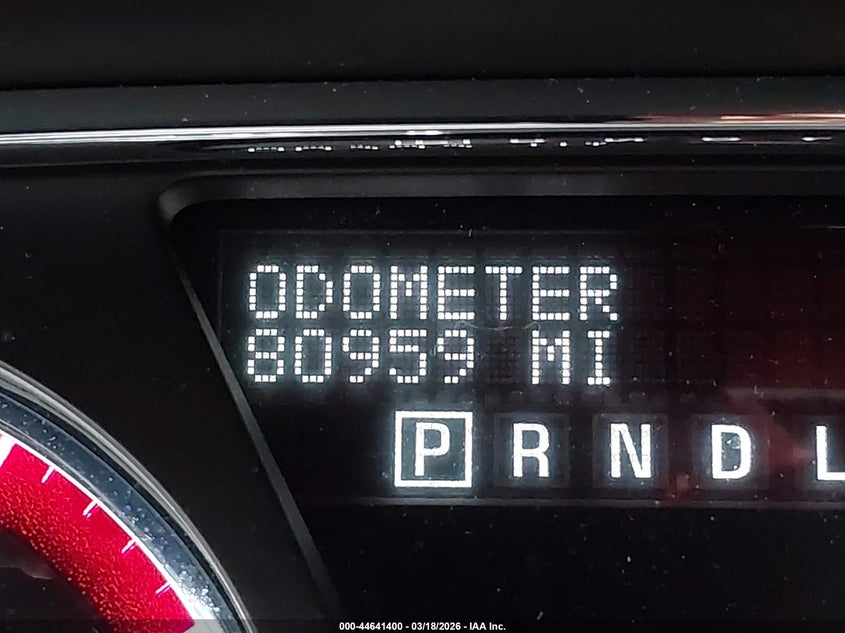 ODOMETER
80959 MI
P R N D L
000-44641400 - 03/18/2026 - IAA Inc.